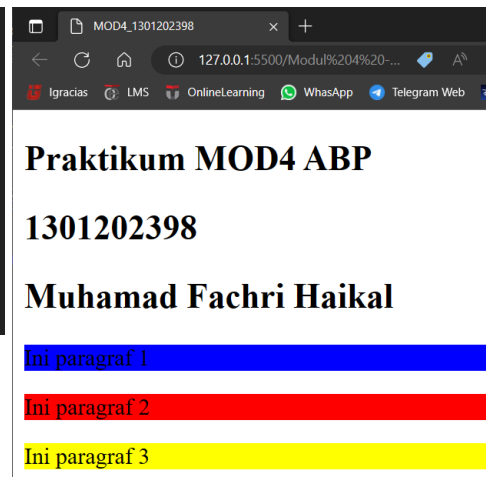 MOD4_1301202398
127.0.0.1:5500/Modul%204%20-...
Igracias LMS OnlineLearning WhasApp Telegram Web
Praktikum MOD4 ABP
1301202398
Muhamad Fachri Haikal
Ini paragraf 1
Ini paragraf 2
Ini paragraf 3